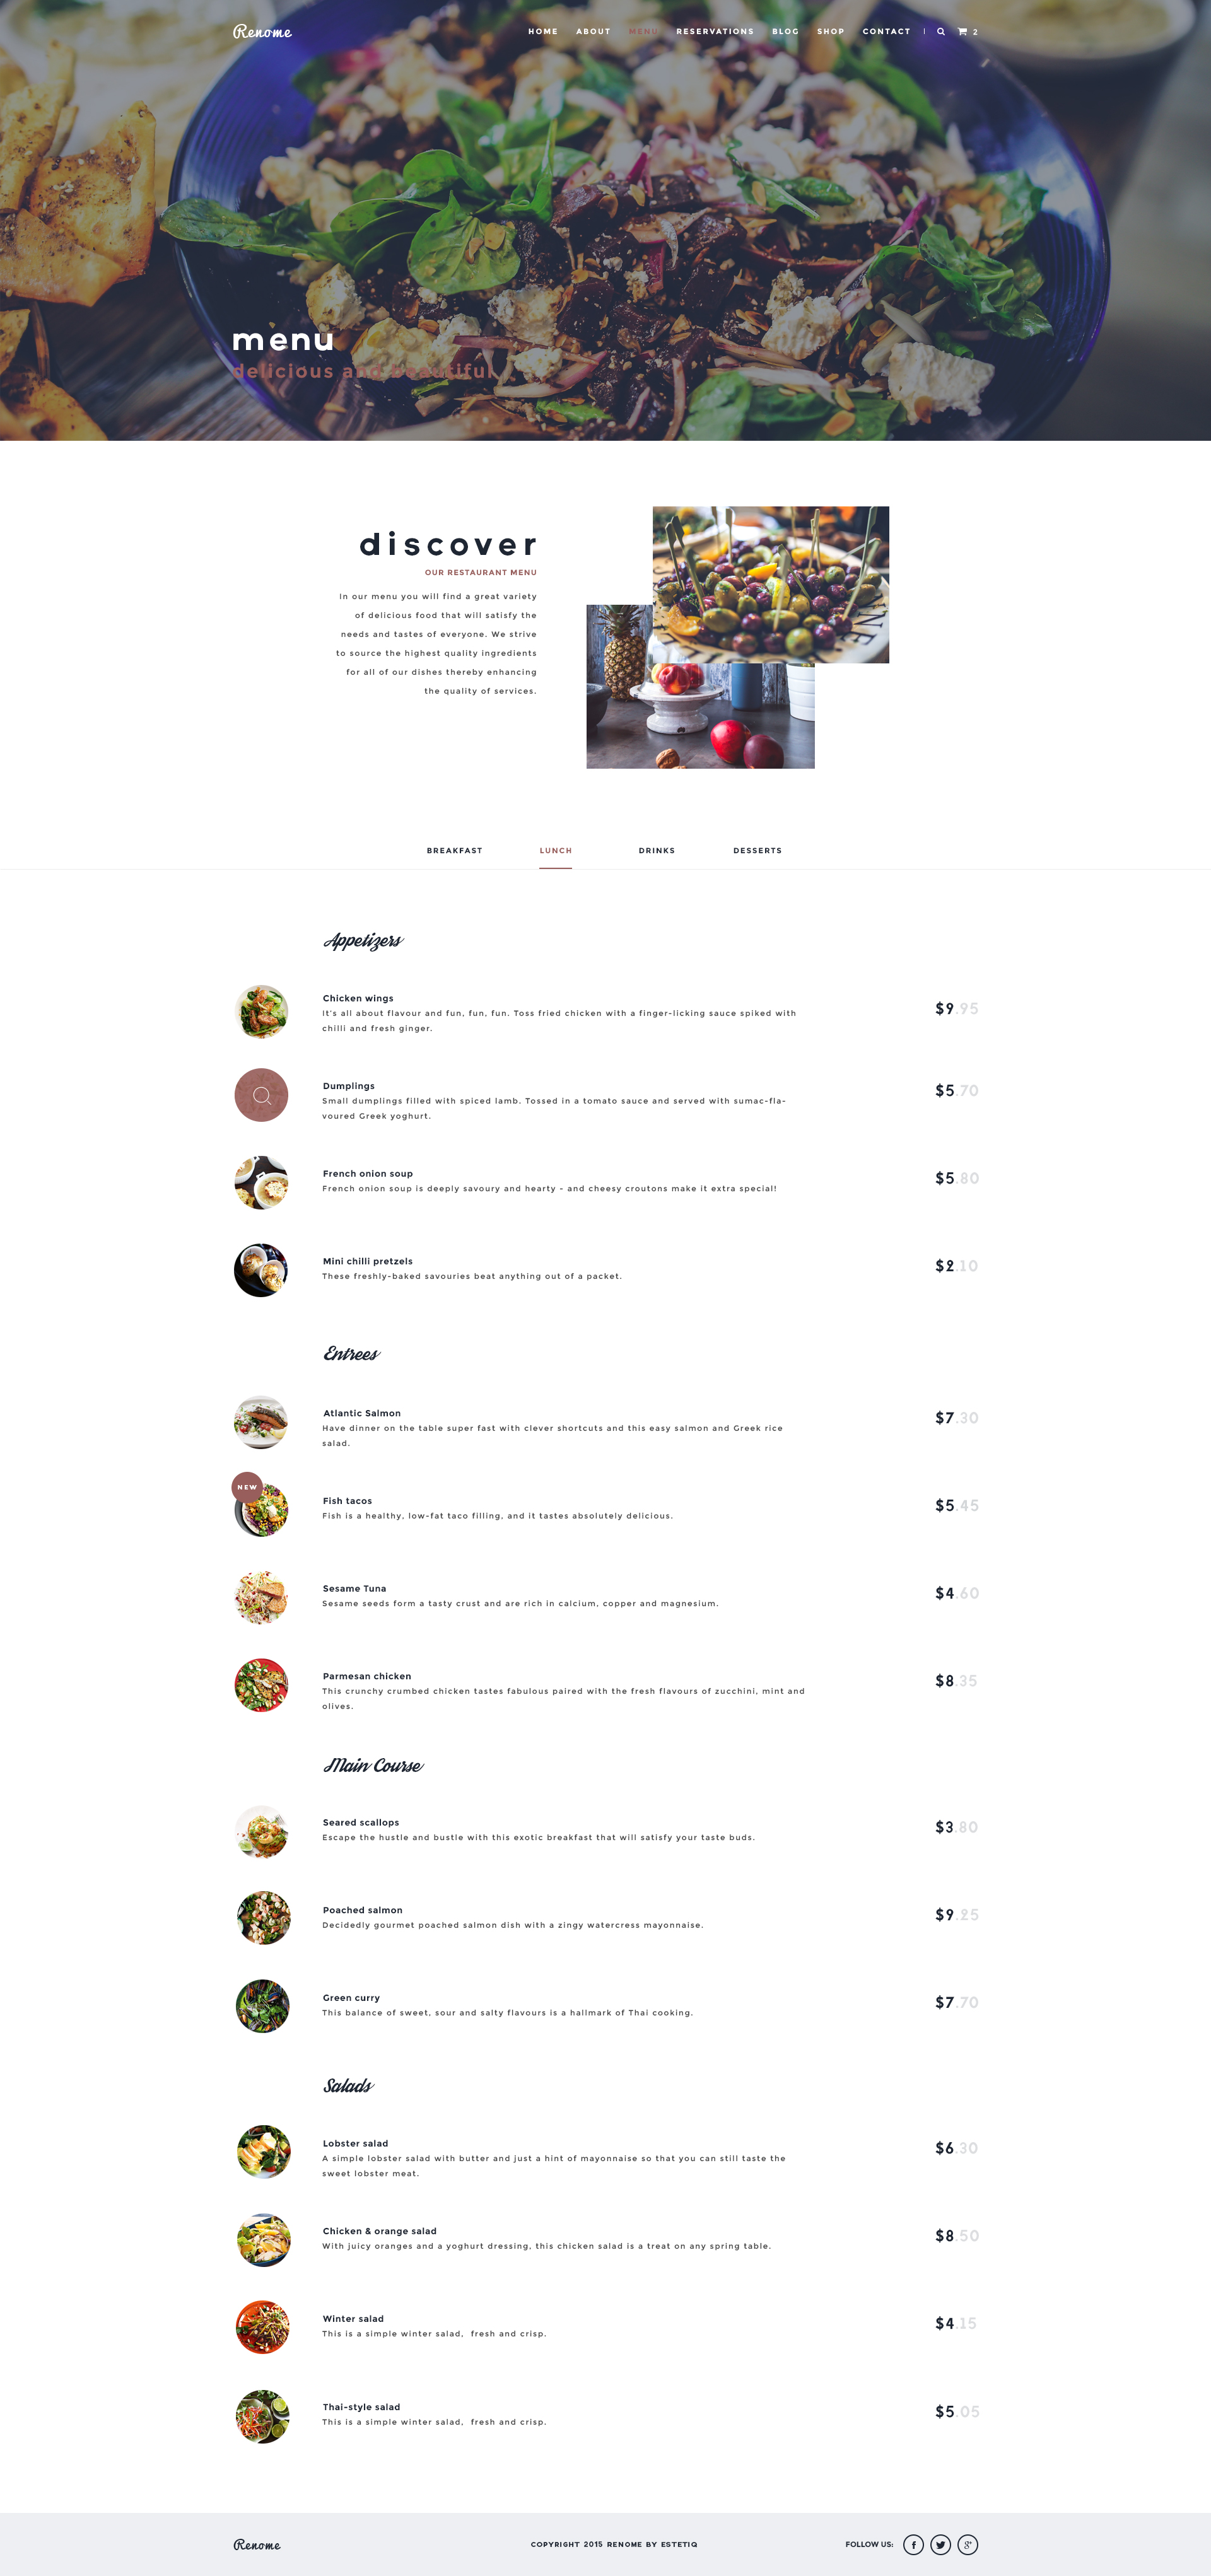 Renome
HOME ABOUT MENU RESERVATIONS BLOG SHOP CONTACT | 2
menu
delicious and beautiful
discover
OUR RESTAURANT MENU
In our menu you will find a great variety
of delicious food that will satisfy the
needs and tastes of everyone. We strive
to source the highest quality ingredients
for all of our dishes thereby enhancing
the quality of services.
BREAKFAST LUNCH DRINKS DESSERTS
Appetizers
Chicken wings
It's all about flavour and fun, fun, fun. Toss fried chicken with a finger-licking sauce spiked with
chilli and fresh ginger.
$9.95
Dumplings
Small dumplings filled with spiced lamb. Tossed in a tomato sauce and served with sumac-fla-
voured Greek yoghurt.
$5.70
French onion soup
French onion soup is deeply savoury and hearty - and cheesy croutons make it extra special!
$5.80
Mini chilli pretzels
These freshly-baked savouries beat anything out of a packet.
$2.10
Entrees
Atlantic Salmon
Have dinner on the table super fast with clever shortcuts and this easy salmon and Greek rice
salad.
$7.30
NEW
Fish tacos
Fish is a healthy, low-fat taco filling, and it tastes absolutely delicious.
$5.45
Sesame Tuna
Sesame seeds form a tasty crust and are rich in calcium, copper and magnesium.
$4.60
Parmesan chicken
This crunchy crumbed chicken tastes fabulous paired with the fresh flavours of zucchini, mint and
olives.
$8.35
Main Course
Seared scallops
Escape the hustle and bustle with this exotic breakfast that will satisfy your taste buds.
$3.80
Poached salmon
Decidedly gourmet poached salmon dish with a zingy watercress mayonnaise.
$9.25
Green curry
This balance of sweet, sour and salty flavours is a hallmark of Thai cooking.
$7.70
Salads
Lobster salad
A simple lobster salad with butter and just a hint of mayonnaise so that you can still taste the
sweet lobster meat.
$6.30
Chicken & orange salad
With juicy oranges and a yoghurt dressing, this chicken salad is a treat on any spring table.
$8.50
Winter salad
This is a simple winter salad, fresh and crisp.
$4.15
Thai-style salad
This is a simple winter salad, fresh and crisp.
$5.05
Renome
COPYRIGHT 2015 RENOME BY ESTETIQ
FOLLOW US: